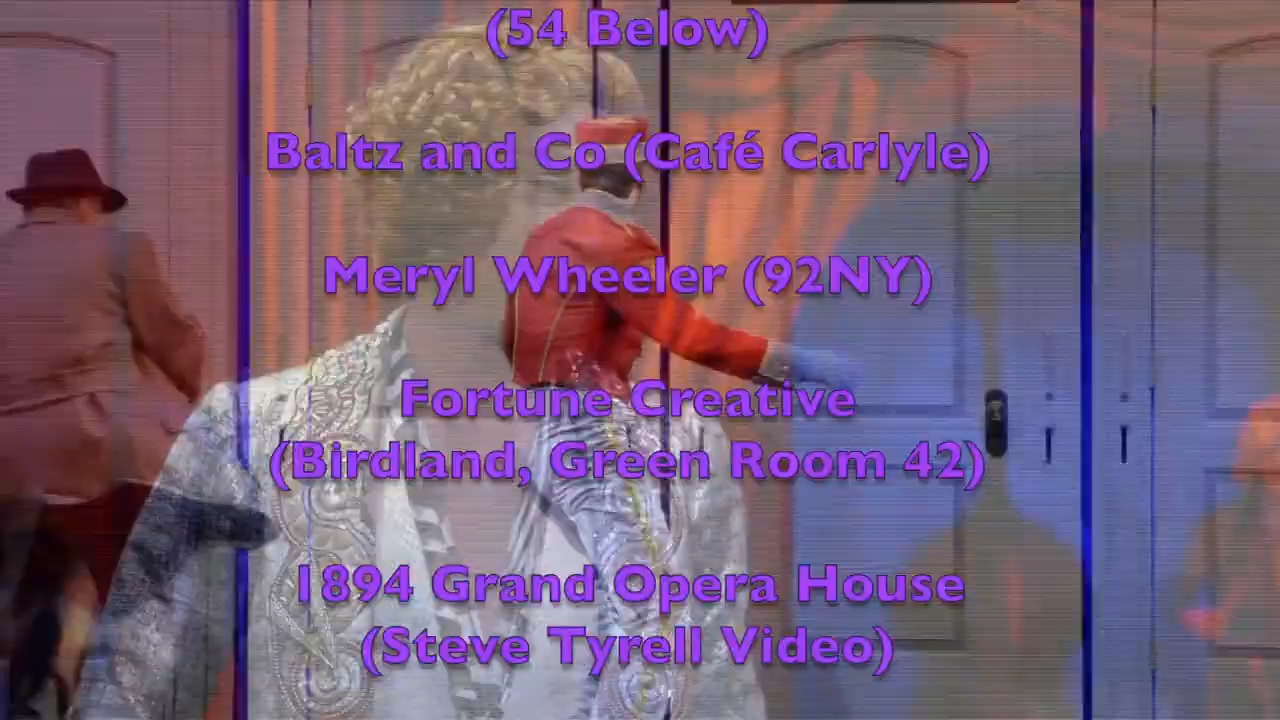 (54 Below)
Baltz and Co (Café Carlyle)
Meryl Wheeler (92NY)
Fortune Creative
(Birdland, Green Room 42)
1894 Grand Opera House
(Steve Tyrell Video)